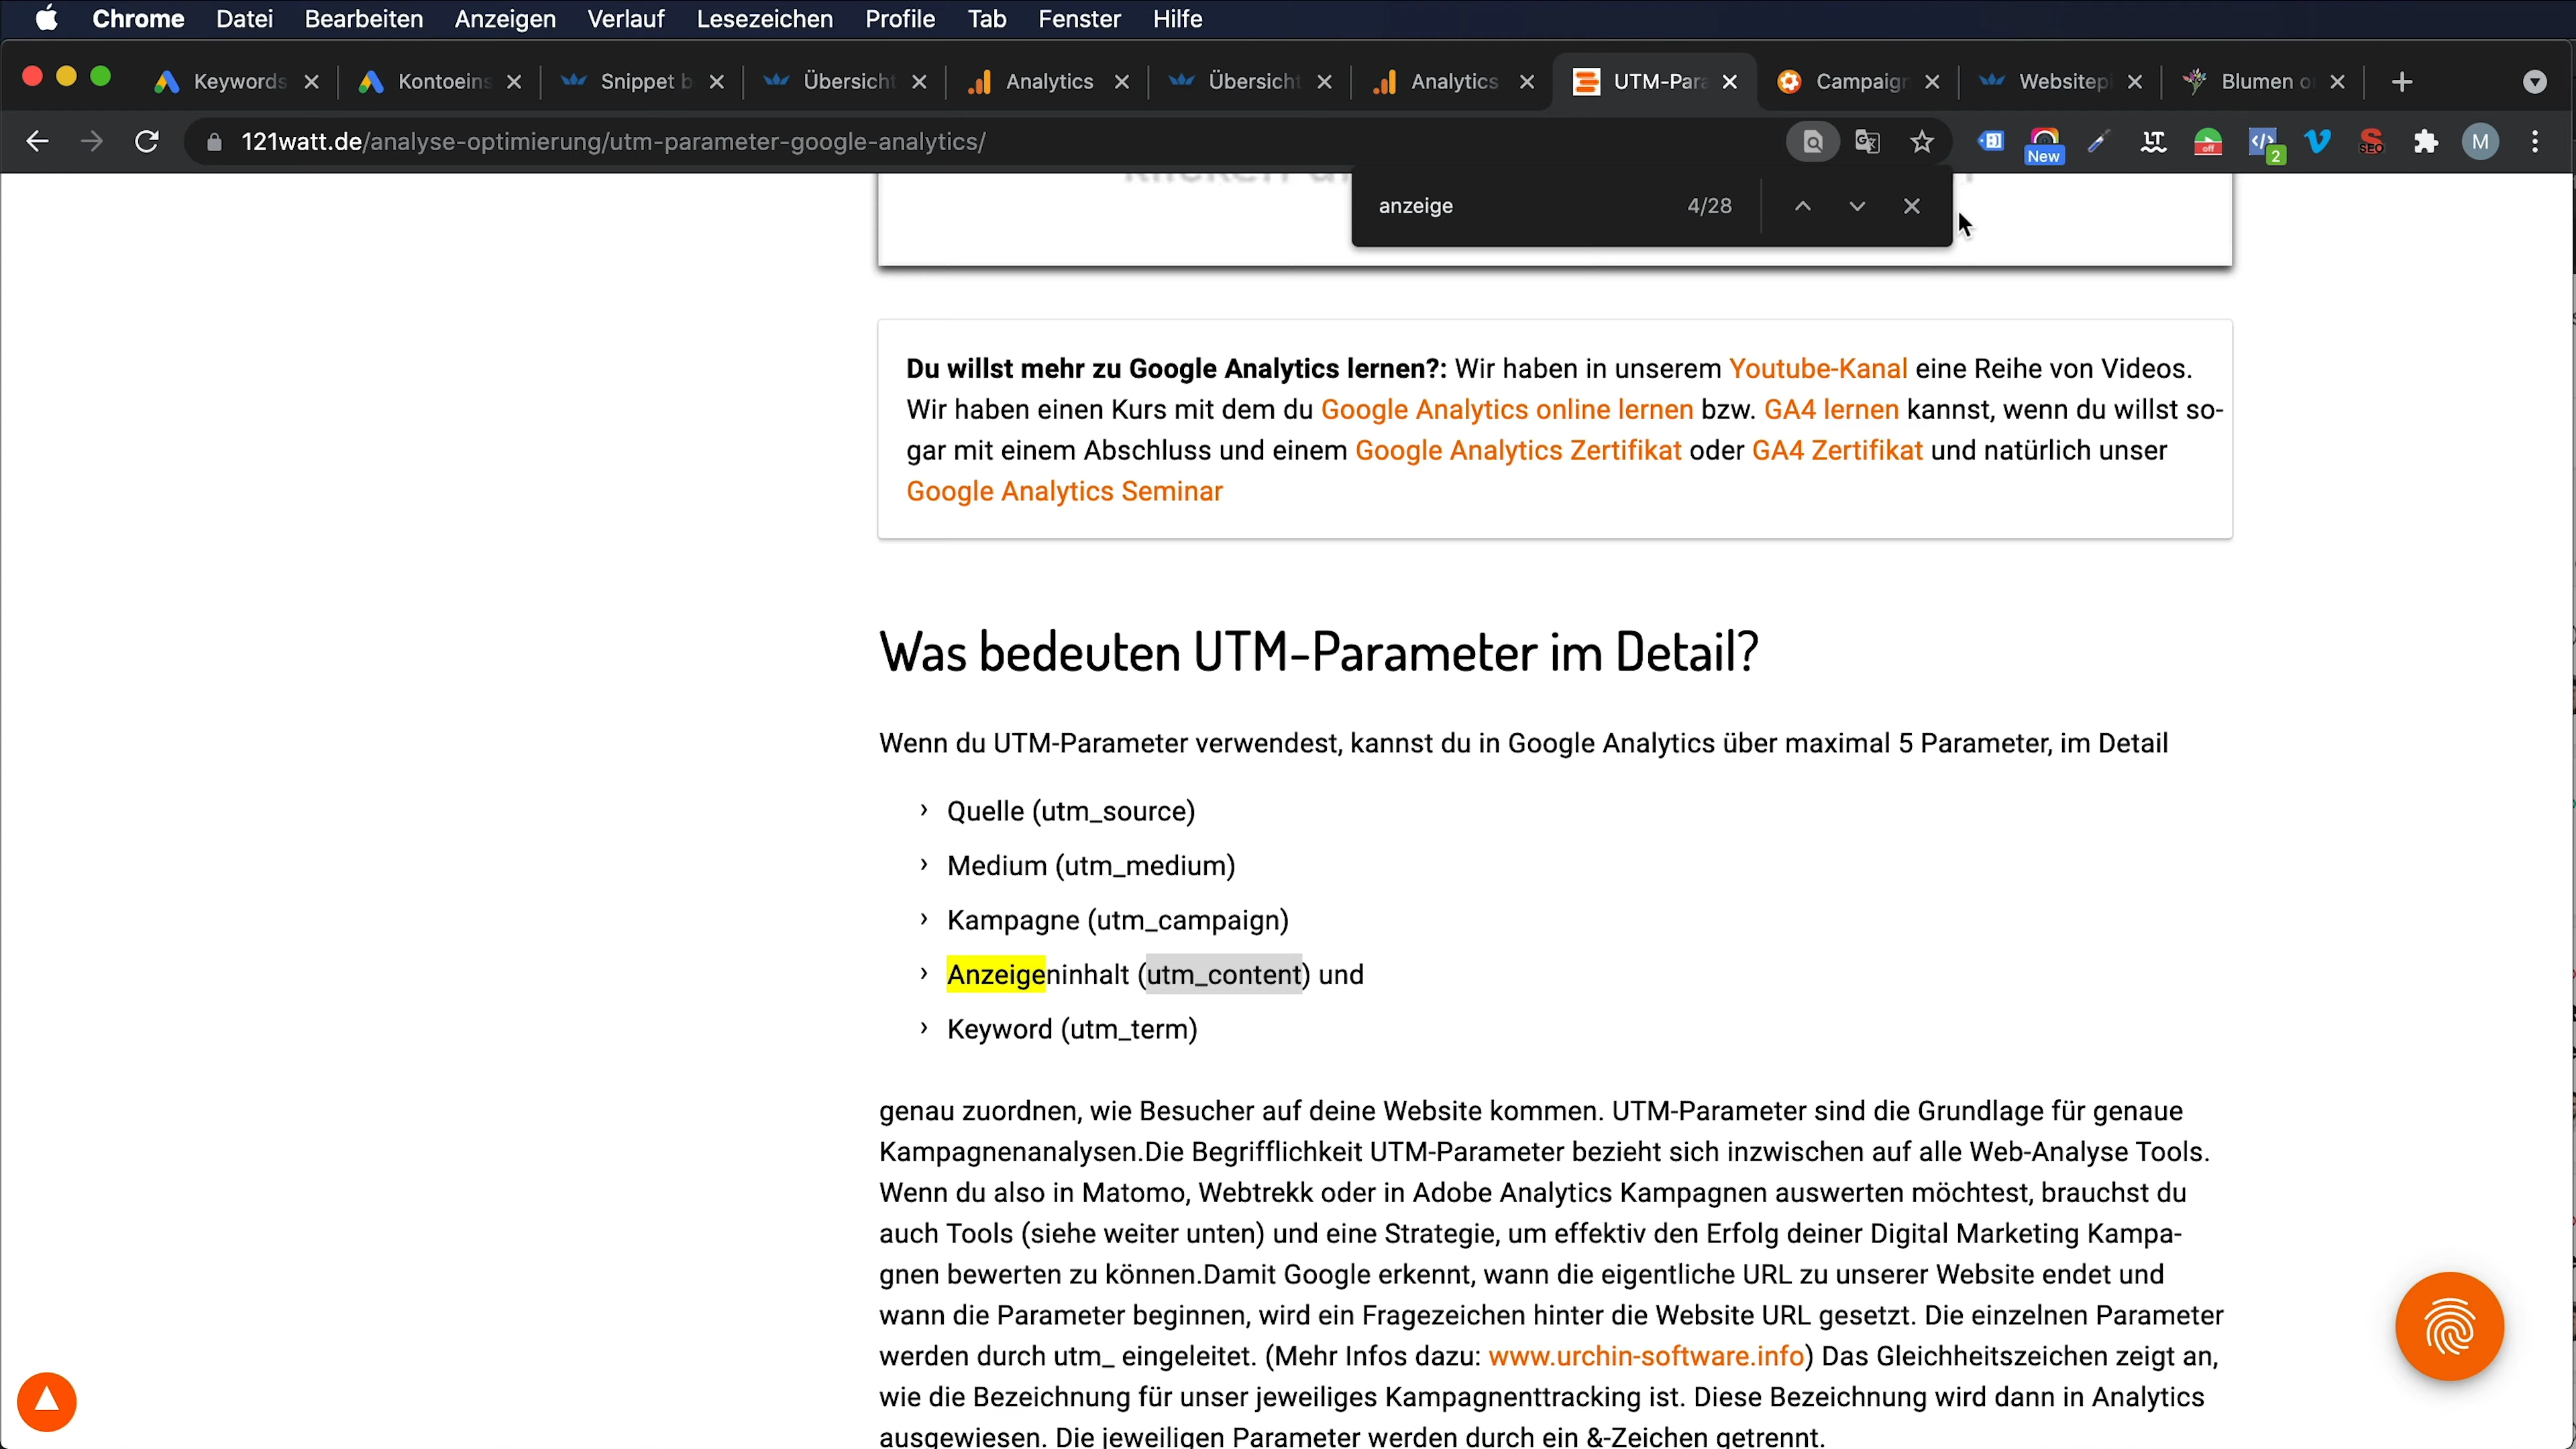 Chrome Datei Bearbeiten Anzeigen Verlauf Lesezeichen Profile Tab Fenster Hilfe
Keywords Kontoeins Snippet b Übersicht Analytics Übersicht Analytics UTM-Para Campaign Websitepl Blumen o
121watt.de/analyse-optimierung/utm-parameter-google-analytics/
New
off
2
SEO
M
anzeige 4/28
Du willst mehr zu Google Analytics lernen?: Wir haben in unserem Youtube-Kanal eine Reihe von Videos.
Wir haben einen Kurs mit dem du Google Analytics online lernen bzw. GA4 lernen kannst, wenn du willst so-
gar mit einem Abschluss und einem Google Analytics Zertifikat oder GA4 Zertifikat und natürlich unser
Google Analytics Seminar
Was bedeuten UTM-Parameter im Detail?
Wenn du UTM-Parameter verwendest, kannst du in Google Analytics über maximal 5 Parameter, im Detail
› Quelle (utm_source)
› Medium (utm_medium)
› Kampagne (utm_campaign)
› Anzeigeninhalt (utm_content) und
› Keyword (utm_term)
genau zuordnen, wie Besucher auf deine Website kommen. UTM-Parameter sind die Grundlage für genaue
Kampagnenanalysen.Die Begrifflichkeit UTM-Parameter bezieht sich inzwischen auf alle Web-Analyse Tools.
Wenn du also in Matomo, Webtrekk oder in Adobe Analytics Kampagnen auswerten möchtest, brauchst du
auch Tools (siehe weiter unten) und eine Strategie, um effektiv den Erfolg deiner Digital Marketing Kampa-
gnen bewerten zu können.Damit Google erkennt, wann die eigentliche URL zu unserer Website endet und
wann die Parameter beginnen, wird ein Fragezeichen hinter die Website URL gesetzt. Die einzelnen Parameter
werden durch utm_ eingeleitet. (Mehr Infos dazu: www.urchin-software.info) Das Gleichheitszeichen zeigt an,
wie die Bezeichnung für unser jeweiliges Kampagnenttracking ist. Diese Bezeichnung wird dann in Analytics
ausgewiesen. Die jeweiligen Parameter werden durch ein &-Zeichen getrennt.